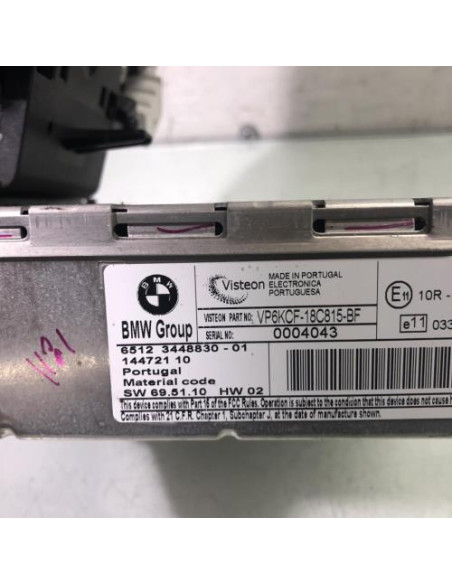 BMW
BMW Group
Visteon
MADE IN PORTUGAL
ELECTRONICA
PORTUGUESA
VISTEON PART NO: VP6KCF-18C815-BF
SERIAL NO: 0004043
E11 10R -
e11 033
6512 3448830 - 01
1447 21 10
Portugal
Material code
SW 69.51.10 HW 02
This device complies with Part 15 of the FCC Rules. Operation is subject to the condition that this device does not cause
Complies with 21 C.F.R. Chapter 1, Subchapter J, at date of manufacture.